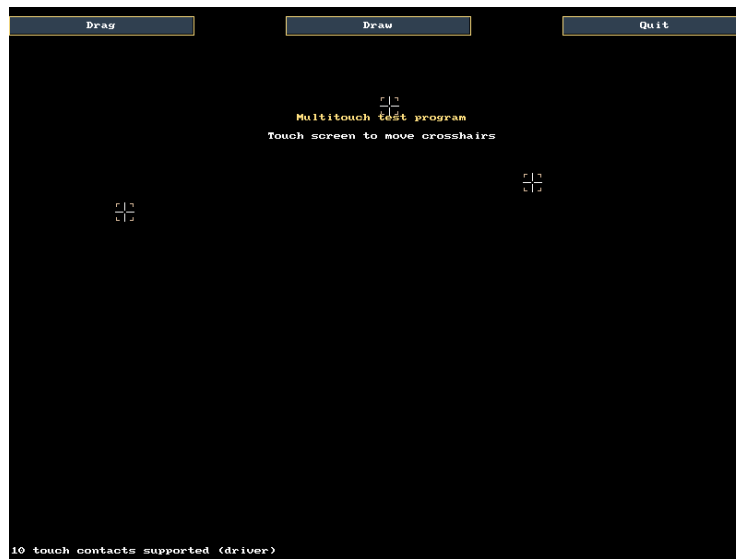 Drag
Draw
Quit
Multitouch test program
Touch screen to move crosshairs
10 touch contacts supported (driver)